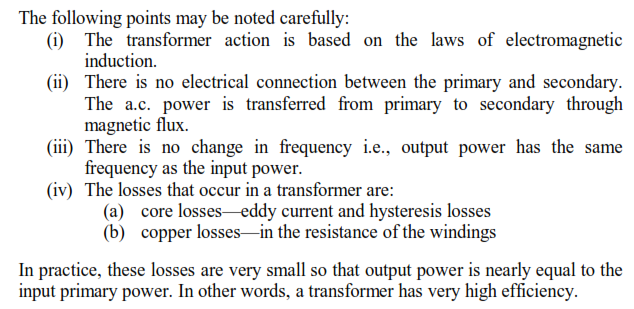 The following points may be noted carefully:
(i) The transformer action is based on the laws of electromagnetic
induction.
(ii) There is no electrical connection between the primary and secondary.
The a.c. power is transferred from primary to secondary through
magnetic flux.
(iii) There is no change in frequency i.e., output power has the same
frequency as the input power.
(iv) The losses that occur in a transformer are:
(a) core losses—eddy current and hysteresis losses
(b) copper losses—in the resistance of the windings
In practice, these losses are very small so that output power is nearly equal to the
input primary power. In other words, a transformer has very high efficiency.